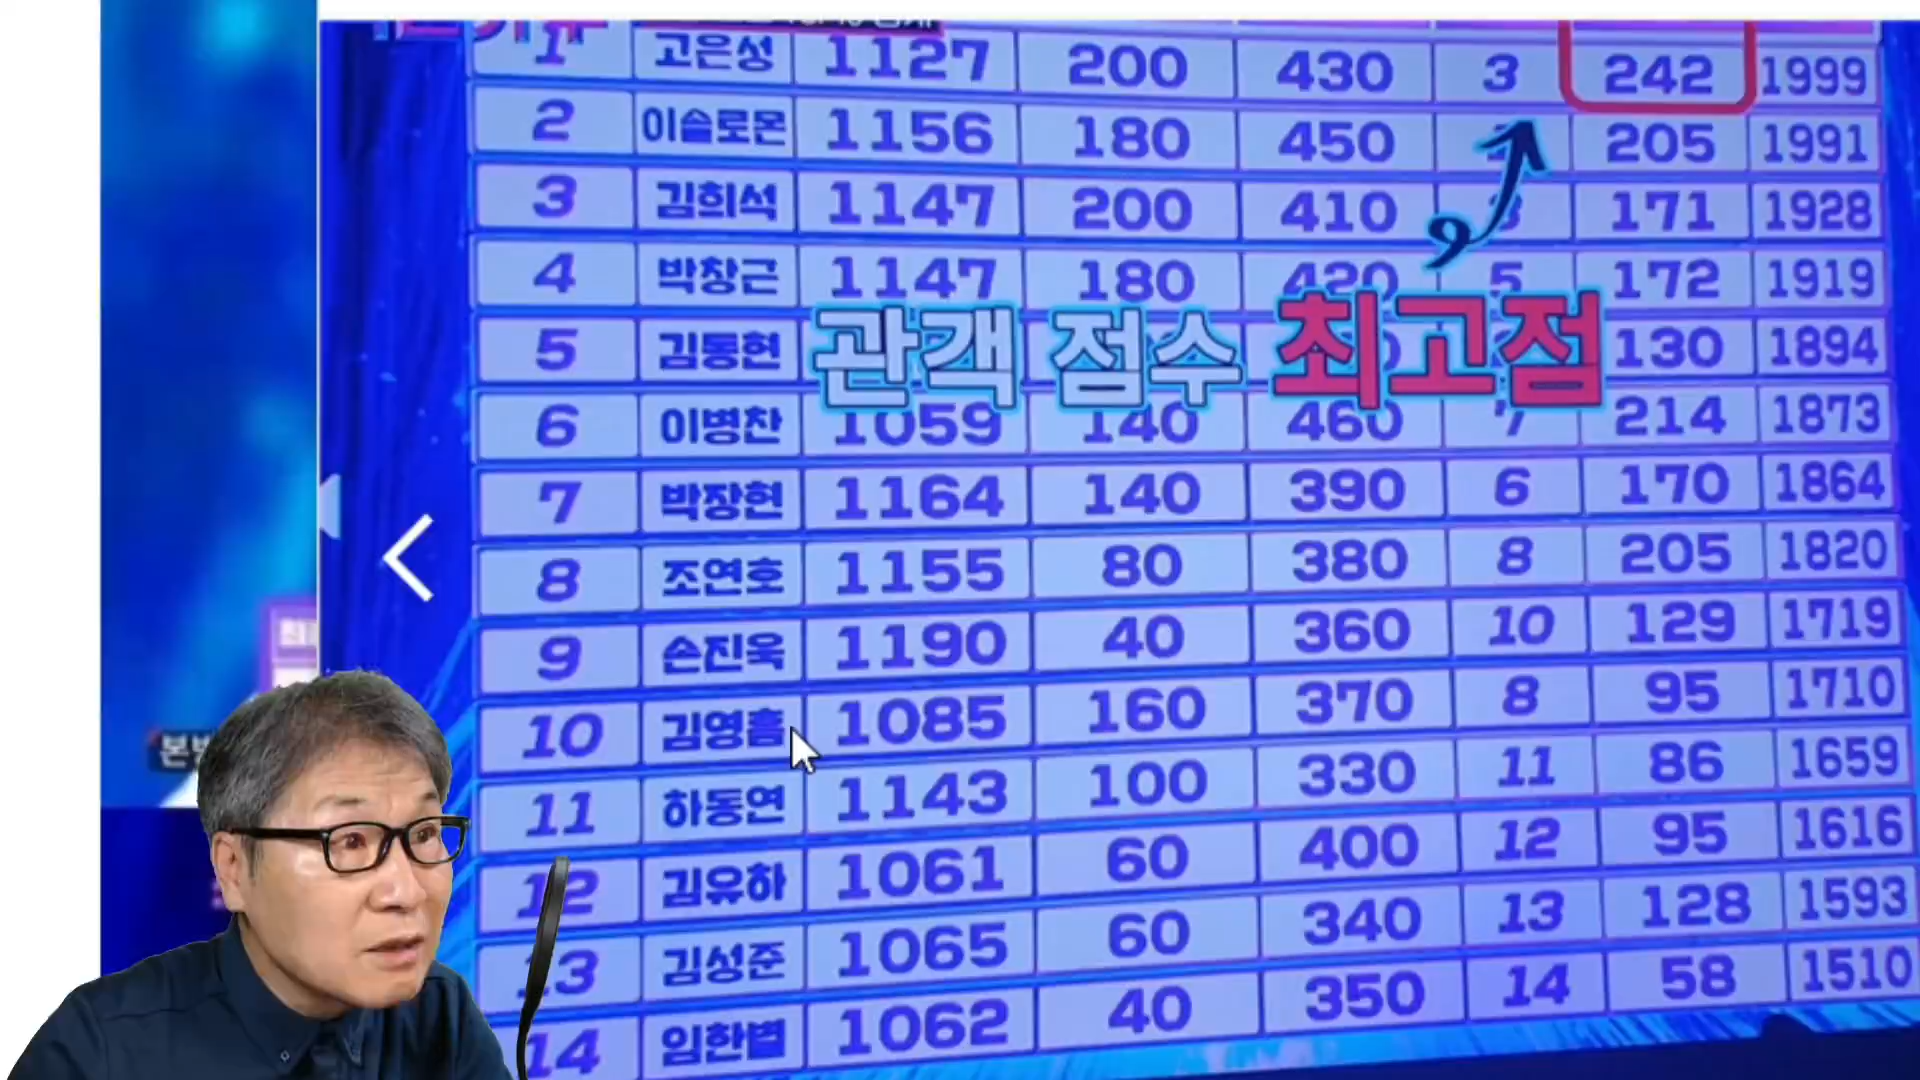 1 고은성 1127 200 430 3 242 1999
2 이솔로몬 1156 180 450 205 1991
3 김희석 1147 200 410 171 1928
4 박창근 1147 180 420 5 172 1919
관객 점수 최고점
5 김동현 130 1894
6 이병찬 1059 140 460 7 214 1873
7 박장현 1164 140 390 6 170 1864
8 조연호 1155 80 380 8 205 1820
9 손진욱 1190 40 360 10 129 1719
10 김영흠 1085 160 370 8 95 1710
11 하동연 1143 100 330 11 86 1659
12 김유하 1061 60 400 12 95 1616
13 김성준 1065 60 340 13 128 1593
14 임한별 1062 40 350 14 58 1510